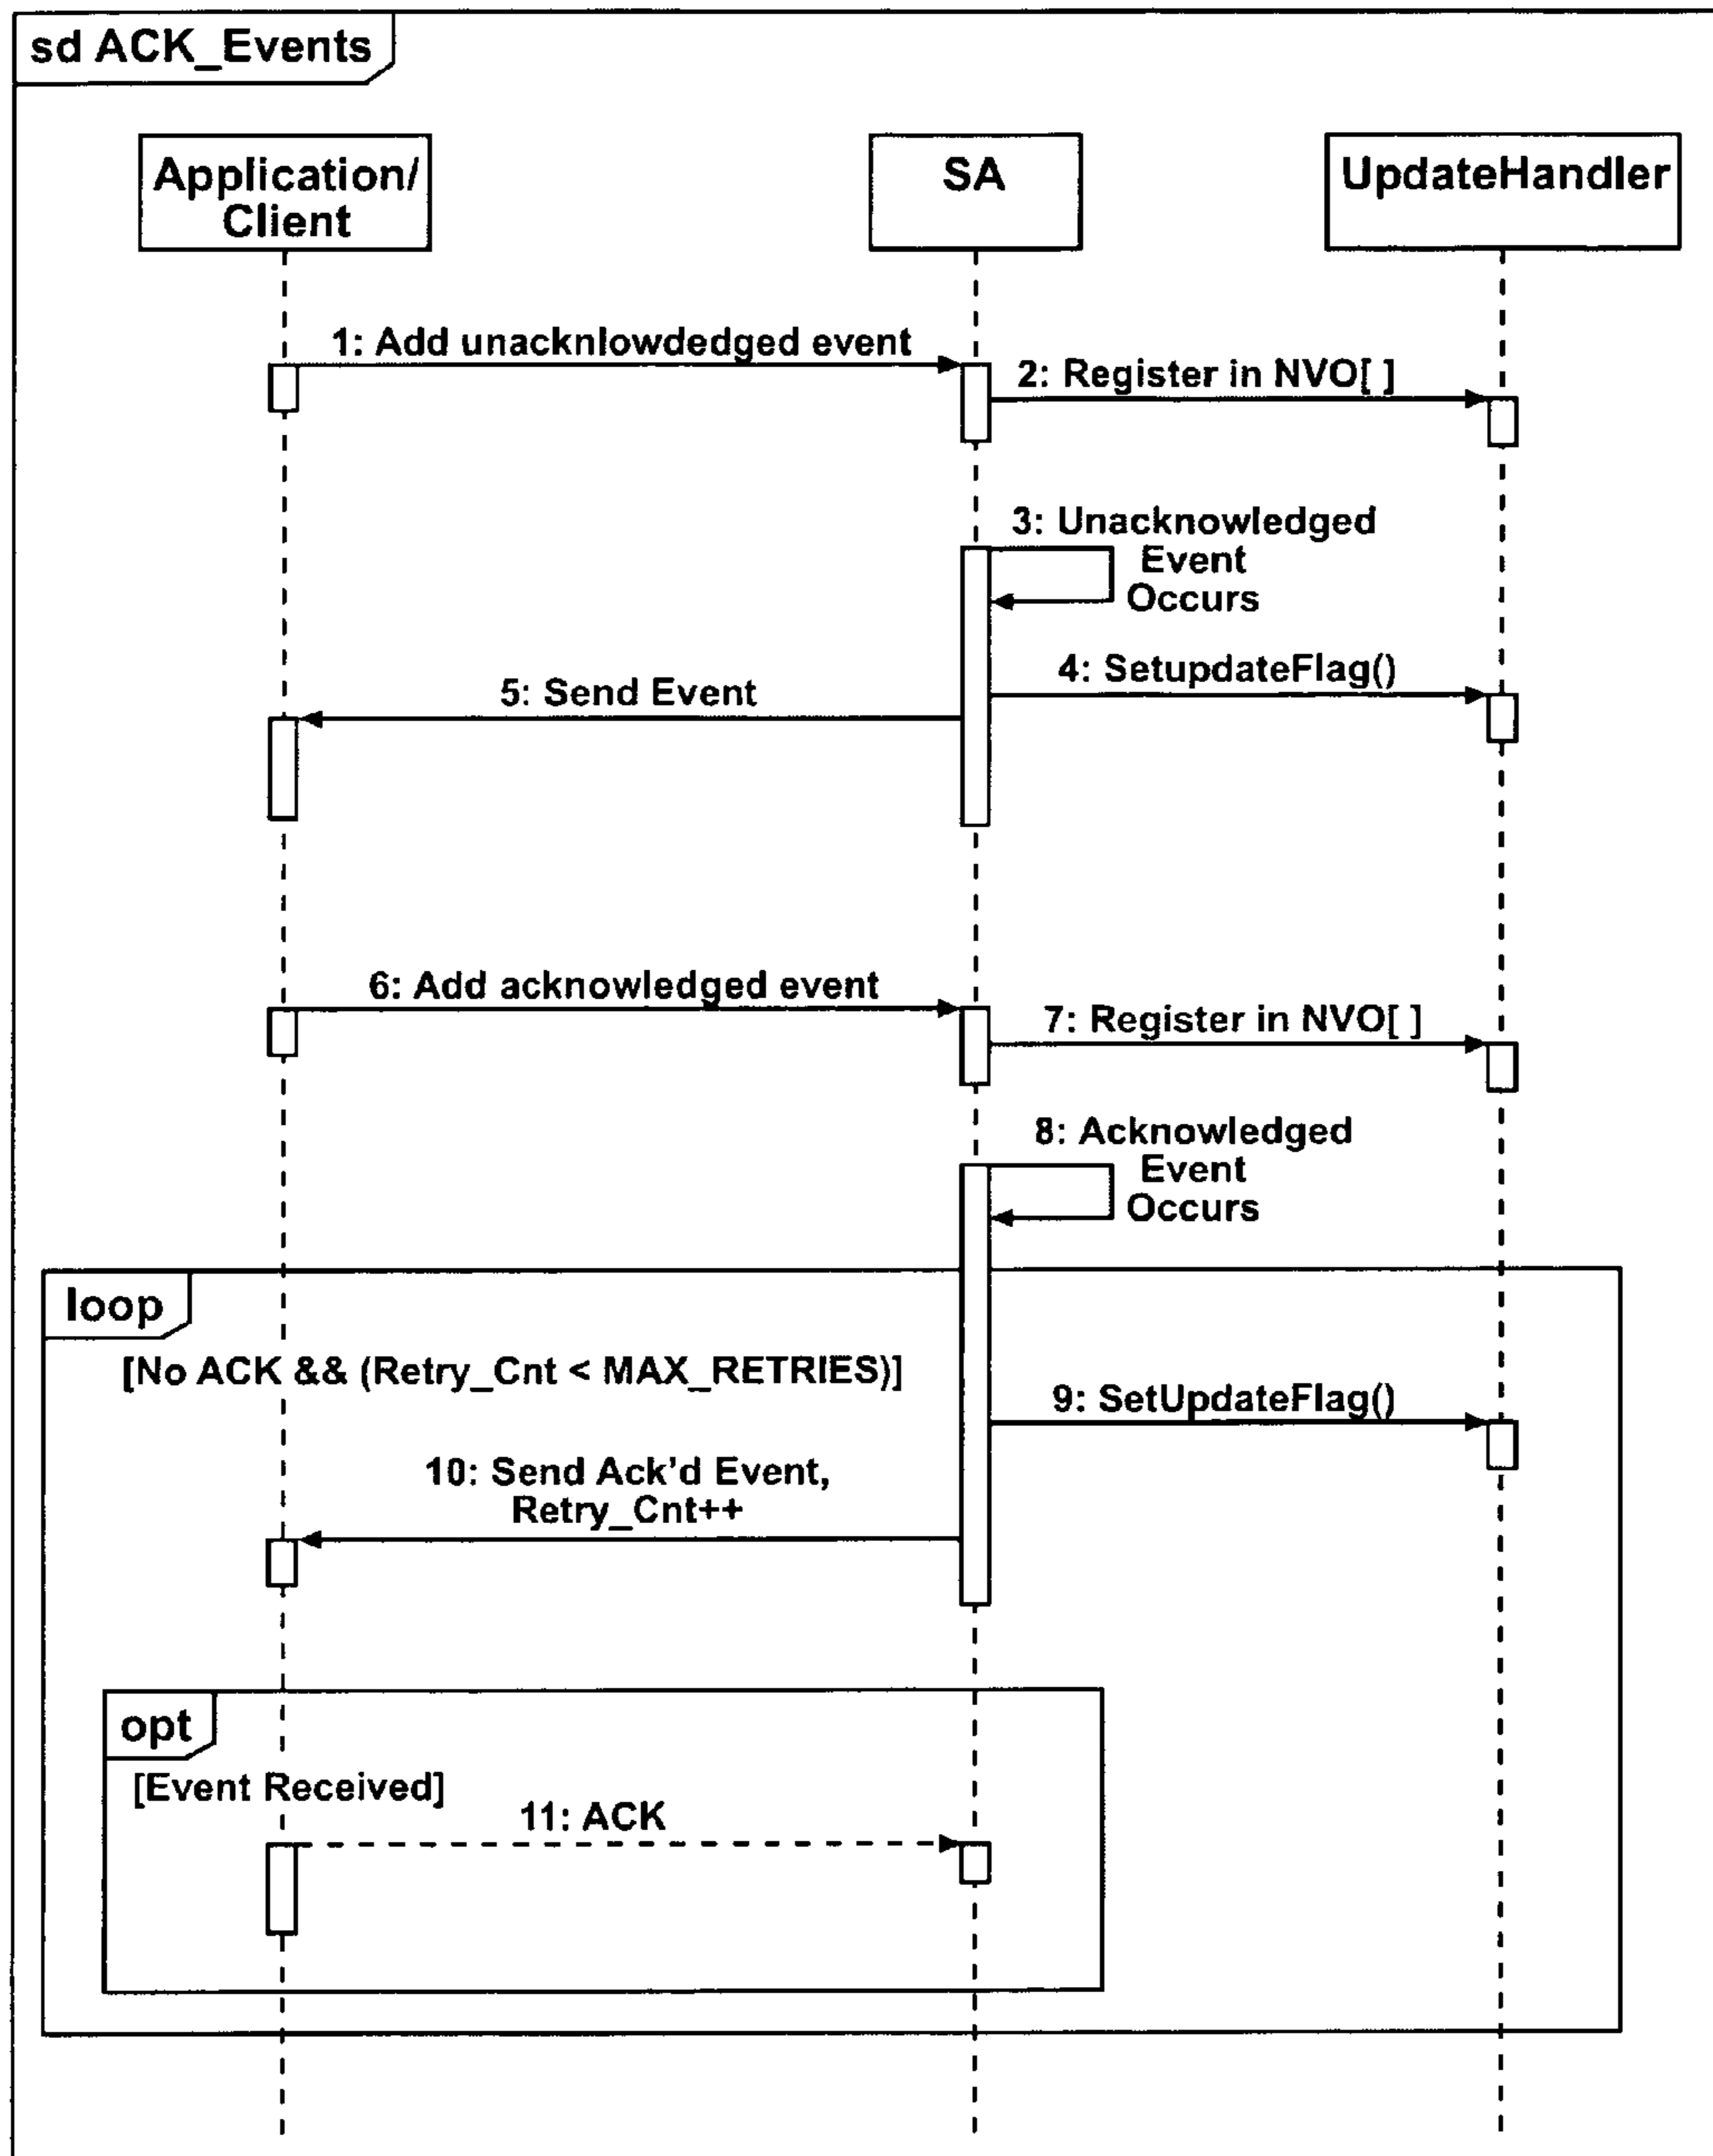 sd ACK_Events
Application/
Client
SA
UpdateHandler
1: Add unacknlowdedged event
2: Register in NVO[ ]
3: Unacknowledged
Event
Occurs
4: SetupdateFlag()
5: Send Event
6: Add acknowledged event
7: Register in NVO[ ]
8: Acknowledged
Event
Occurs
loop
[No ACK && (Retry_Cnt < MAX_RETRIES)]
9: SetUpdateFlag()
10: Send Ack'd Event,
Retry_Cnt++
opt
[Event Received]
11: ACK